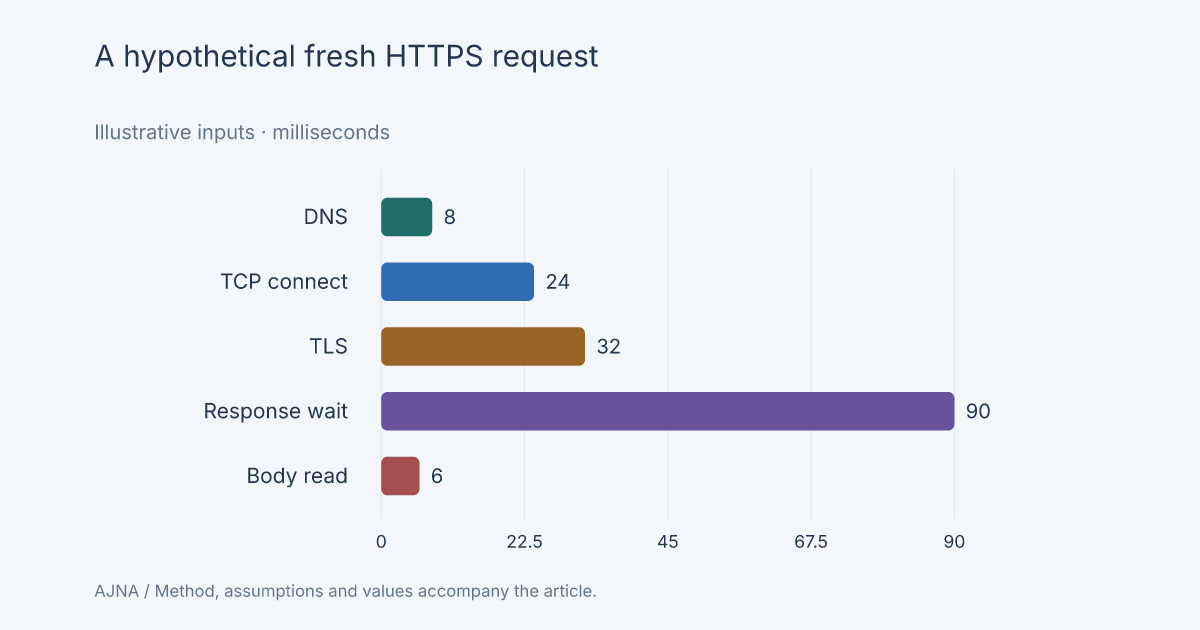 A hypothetical fresh HTTPS request
Illustrative inputs · milliseconds
DNS 8
TCP connect 24
TLS 32
Response wait 90
Body read 6
0 22.5 45 67.5 90
AJNA / Method, assumptions and values accompany the article.